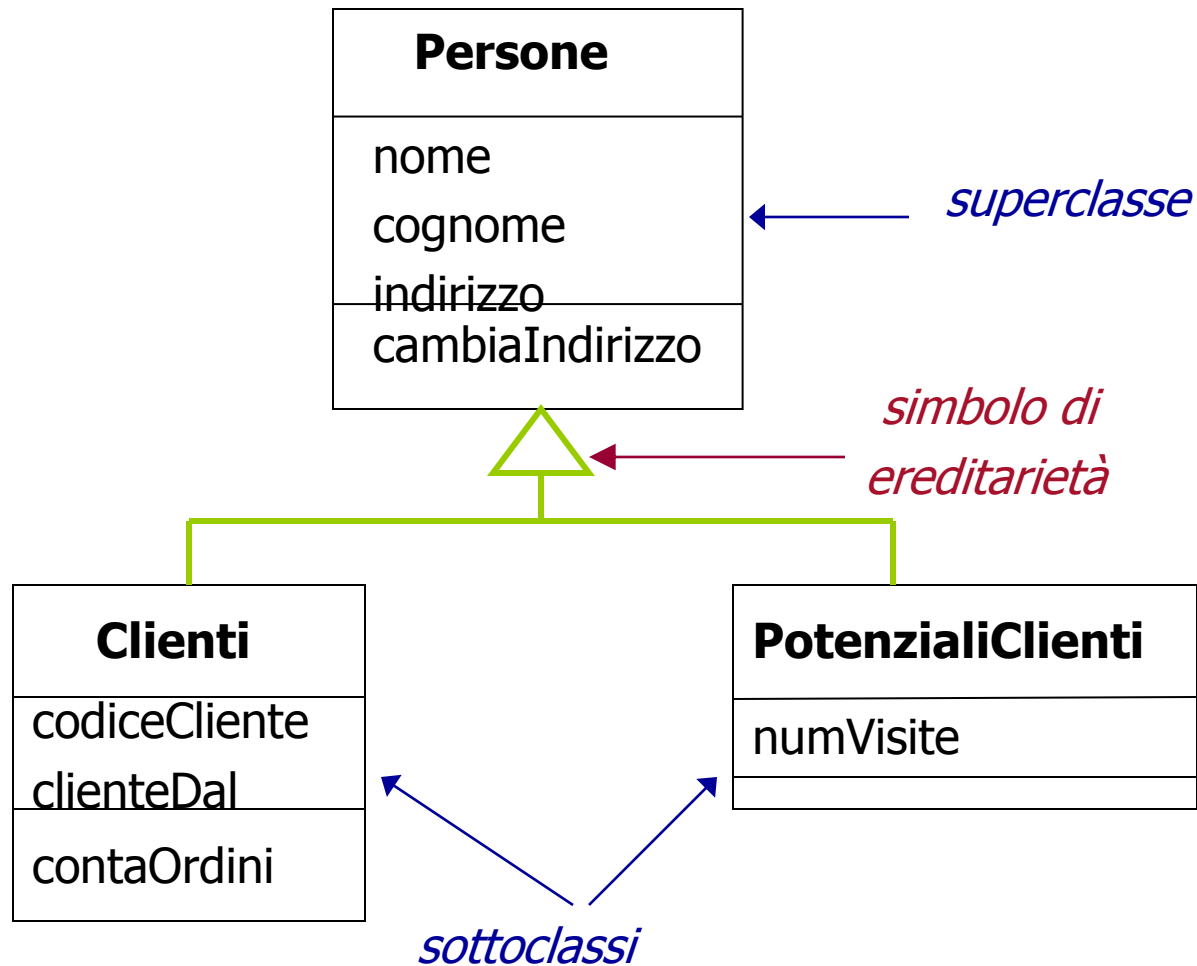 Persone
nome
cognome
indirizzo
cambiaIndirizzo
superclasse
simbolo di
ereditarietà
Clienti
codiceCliente
clienteDal
contaOrdini
PotenzialiClienti
numVisite
sottoclassi